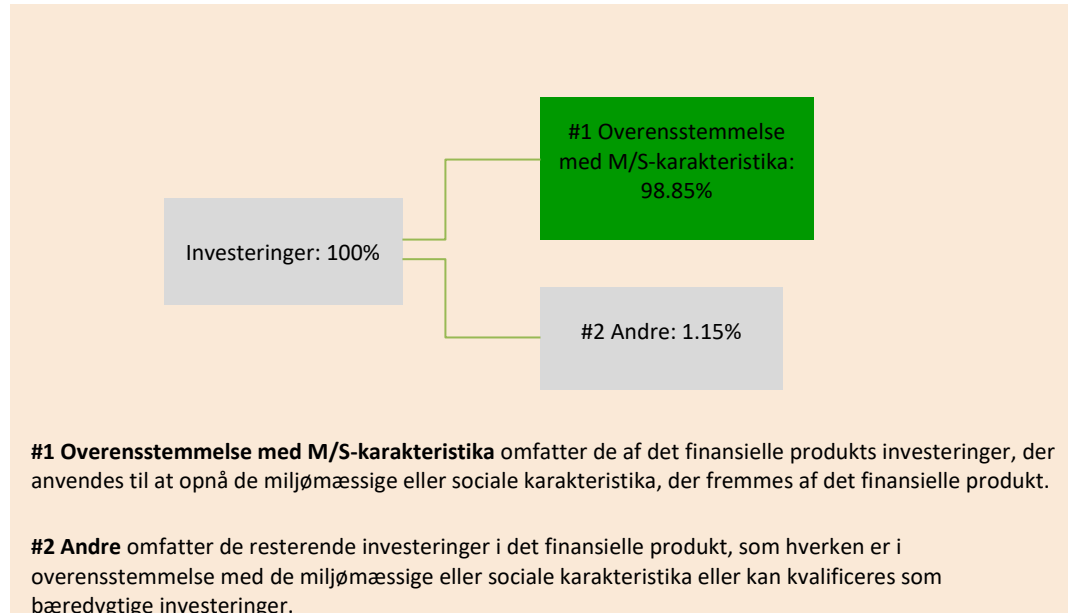 #1 Overensstemmelse
med M/S-karakteristika:
98.85%
Investeringer: 100%
#2 Andre: 1.15%
#1 Overensstemmelse med M/S-karakteristika omfatter de af det finansielle produkts investeringer, der
anvendes til at opnå de miljømæssige eller sociale karakteristika, der fremmes af det finansielle produkt.
#2 Andre omfatter de resterende investeringer i det finansielle produkt, som hverken er i
overensstemmelse med de miljømæssige eller sociale karakteristika eller kan kvalificeres som
bæredygtige investeringer.